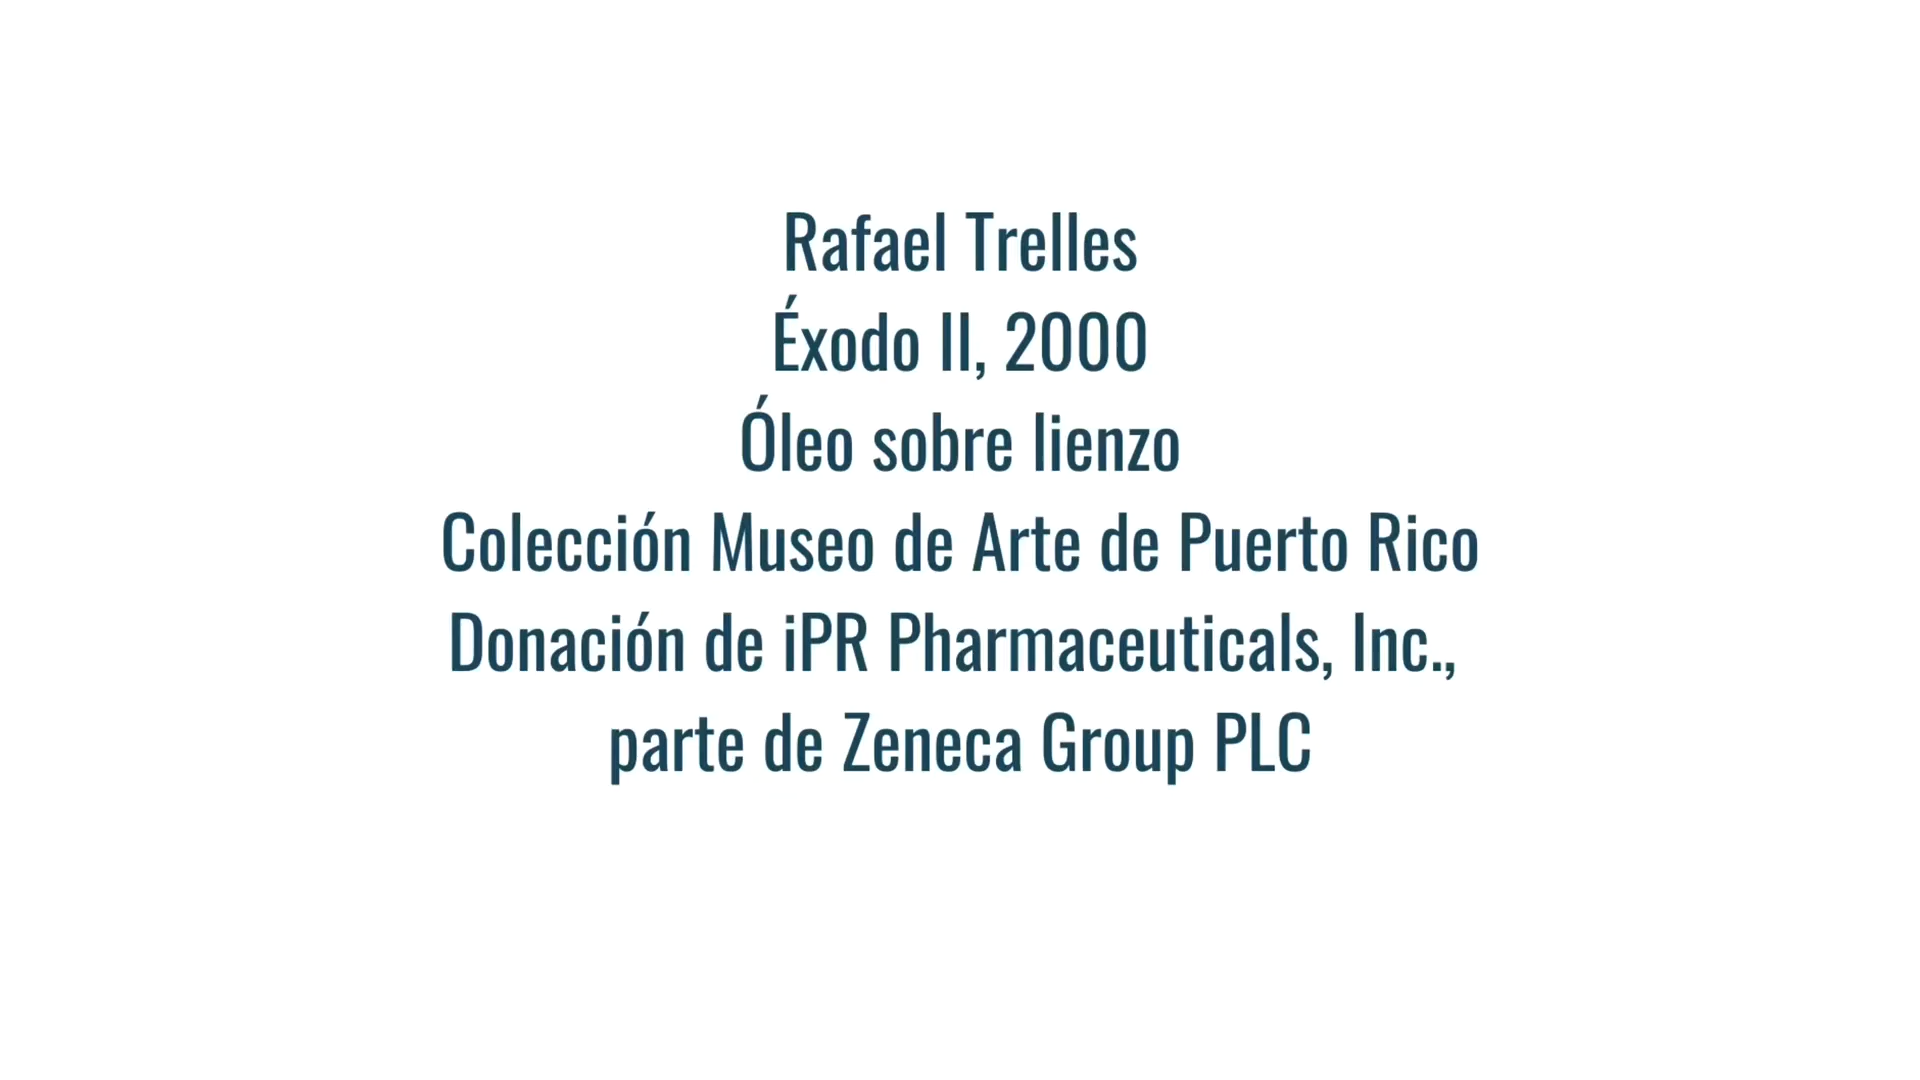 Rafael Trelles
Éxodo II, 2000
Óleo sobre lienzo
Colección Museo de Arte de Puerto Rico
Donación de iPR Pharmaceuticals, Inc.,
parte de Zeneca Group PLC